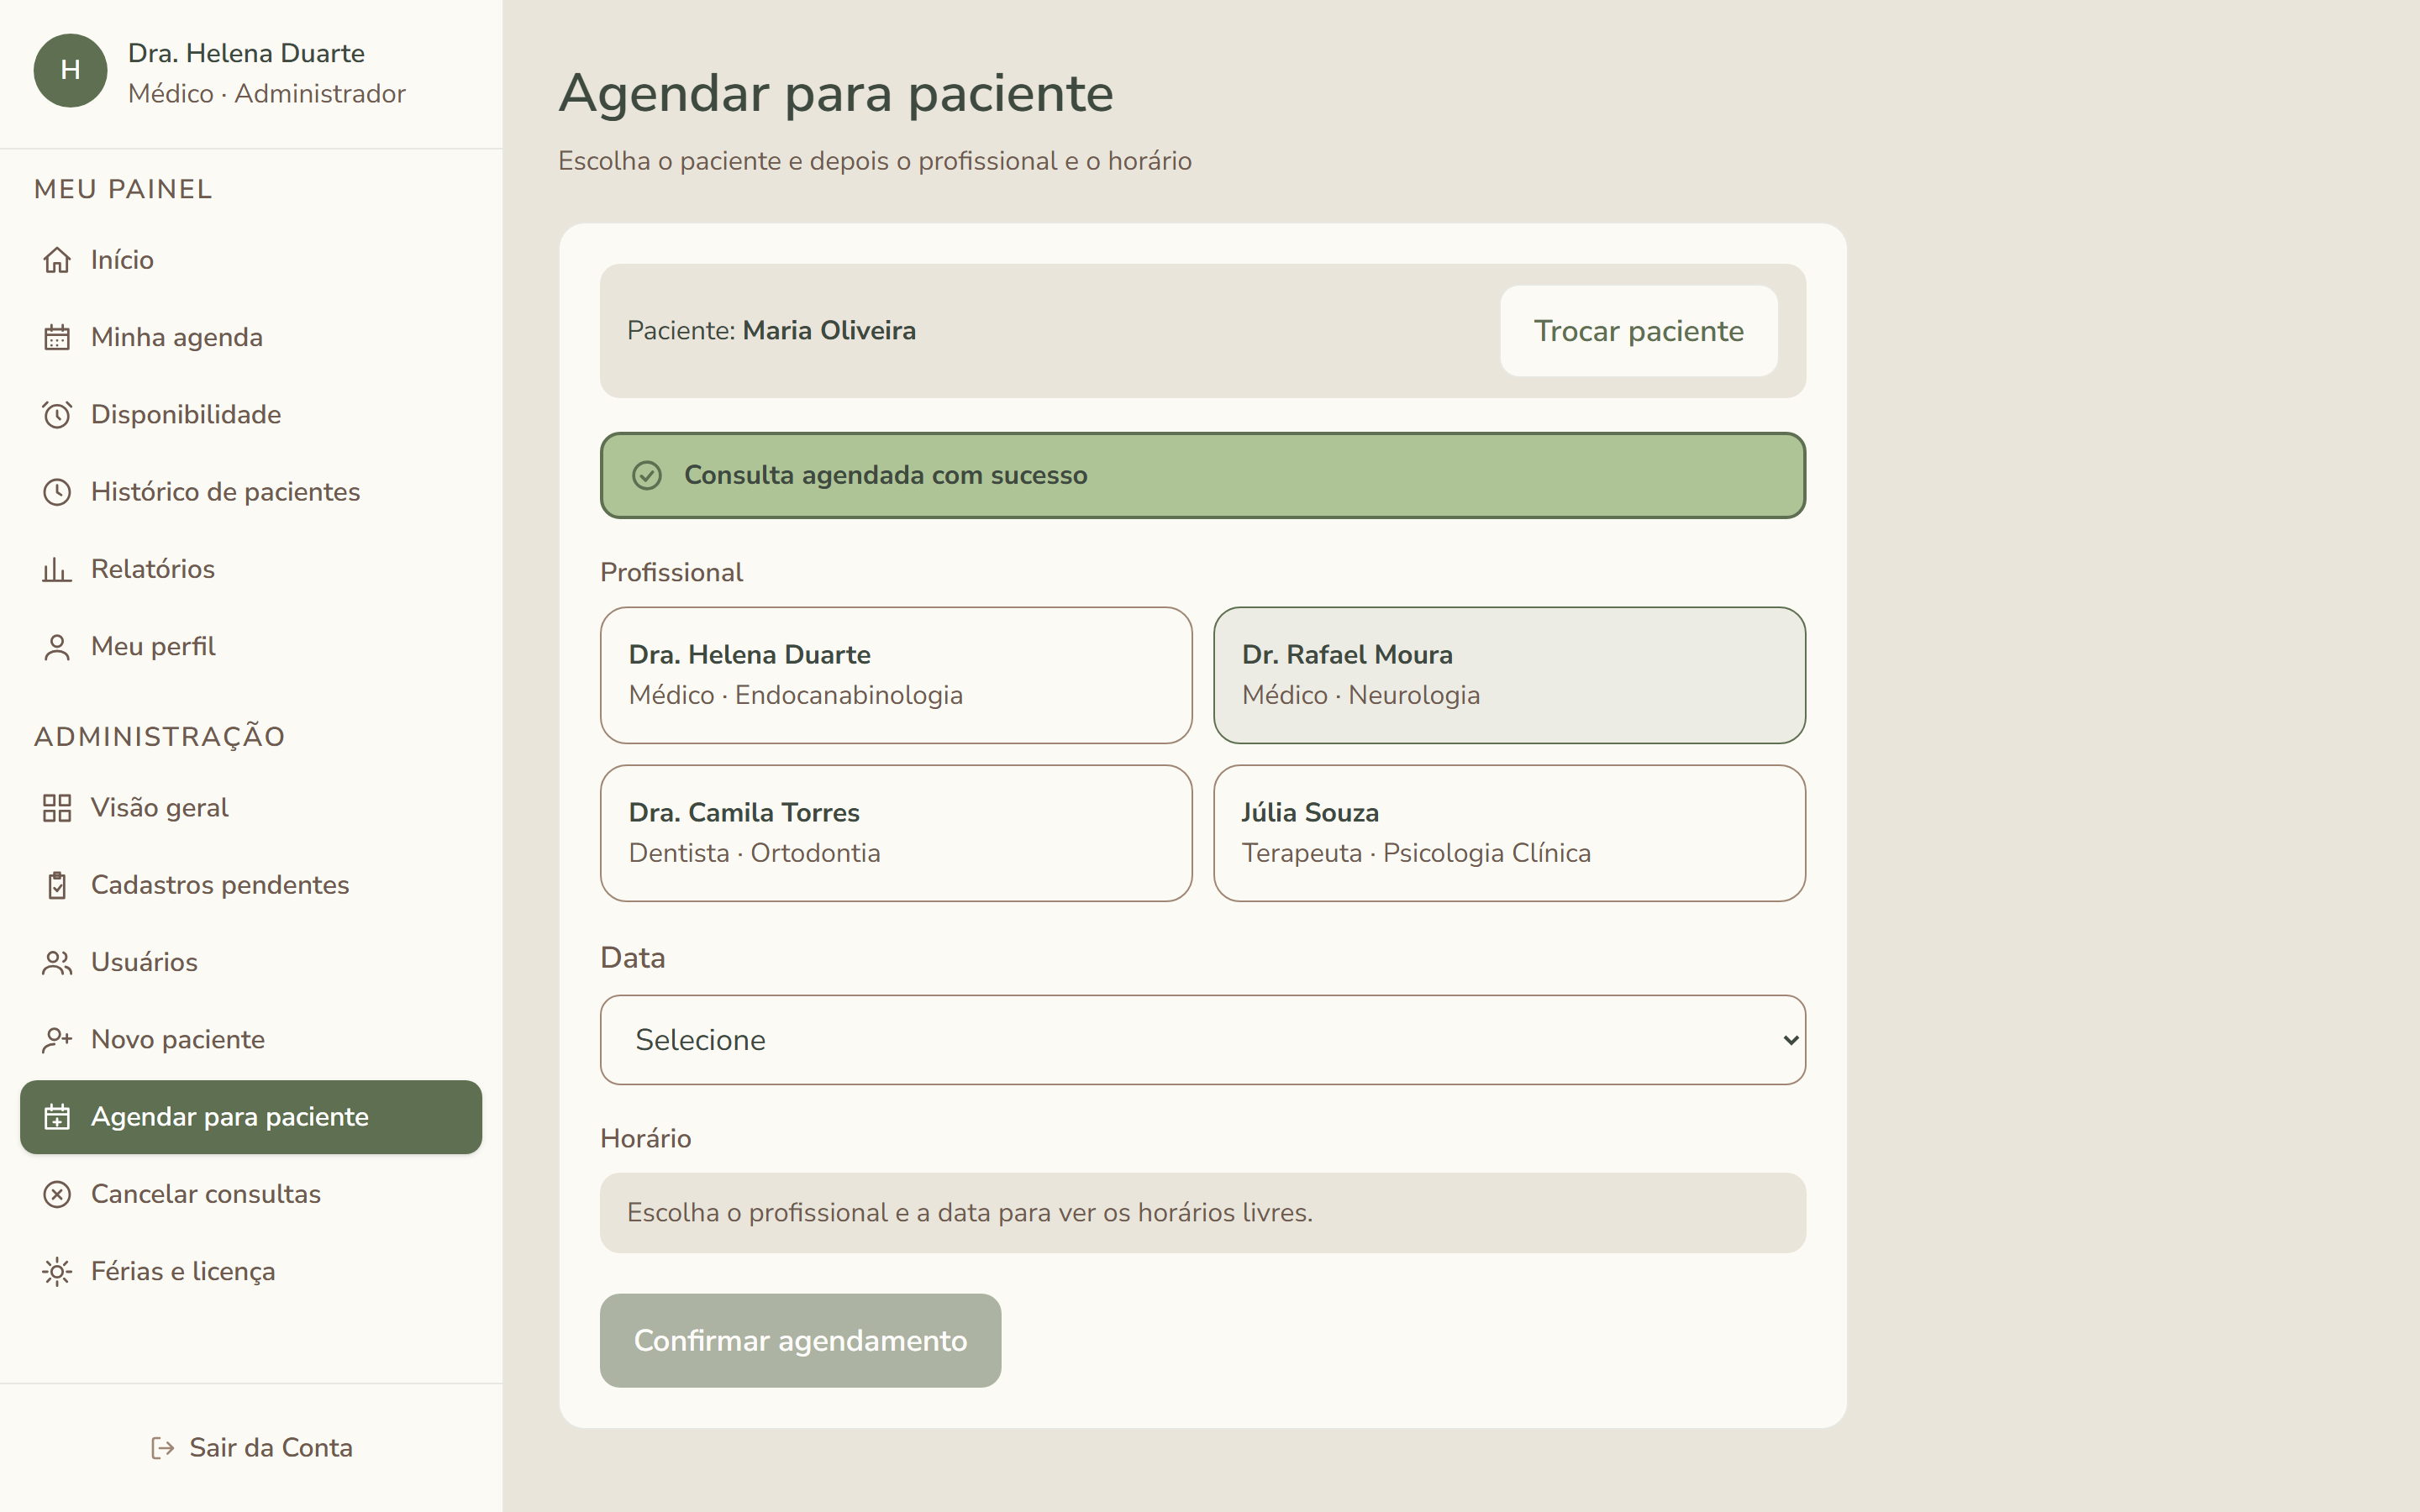 H
Dra. Helena Duarte
Médico · Administrador
MEU PAINEL
Início
Minha agenda
Disponibilidade
Histórico de pacientes
Relatórios
Meu perfil
ADMINISTRAÇÃO
Visão geral
Cadastros pendentes
Usuários
Novo paciente
Agendar para paciente
Cancelar consultas
Férias e licença
Sair da Conta
Agendar para paciente
Escolha o paciente e depois o profissional e o horário
Paciente: Maria Oliveira
Trocar paciente
Consulta agendada com sucesso
Profissional
Dra. Helena Duarte
Médico · Endocanabinologia
Dr. Rafael Moura
Médico · Neurologia
Dra. Camila Torres
Dentista · Ortodontia
Júlia Souza
Terapeuta · Psicologia Clínica
Data
Selecione
Horário
Escolha o profissional e a data para ver os horários livres.
Confirmar agendamento